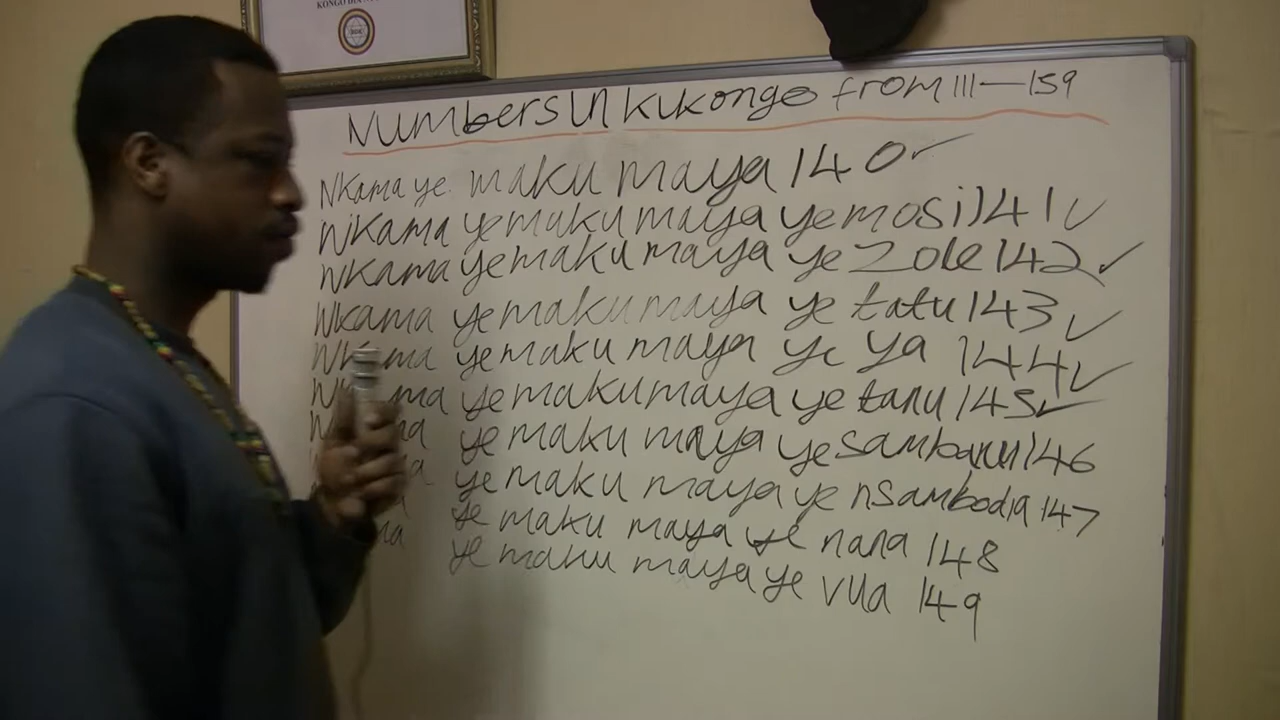 KONGO DIA
Numbers in kikongo from 111-159
Nkama ye maku maya 140
Nkama ye maku maya ye mosi 141
Nkama ye maku maya ye zole 142
Nkama ye maku maya ye tatu 143
ye maku maya ye ya 144
ye maku maya ye tanu 145
ye maku maya ye sambanu 146
ye maku maya ye nsambodia 147
ye maku maya ye nana 148
ye maku maya ye vua 149